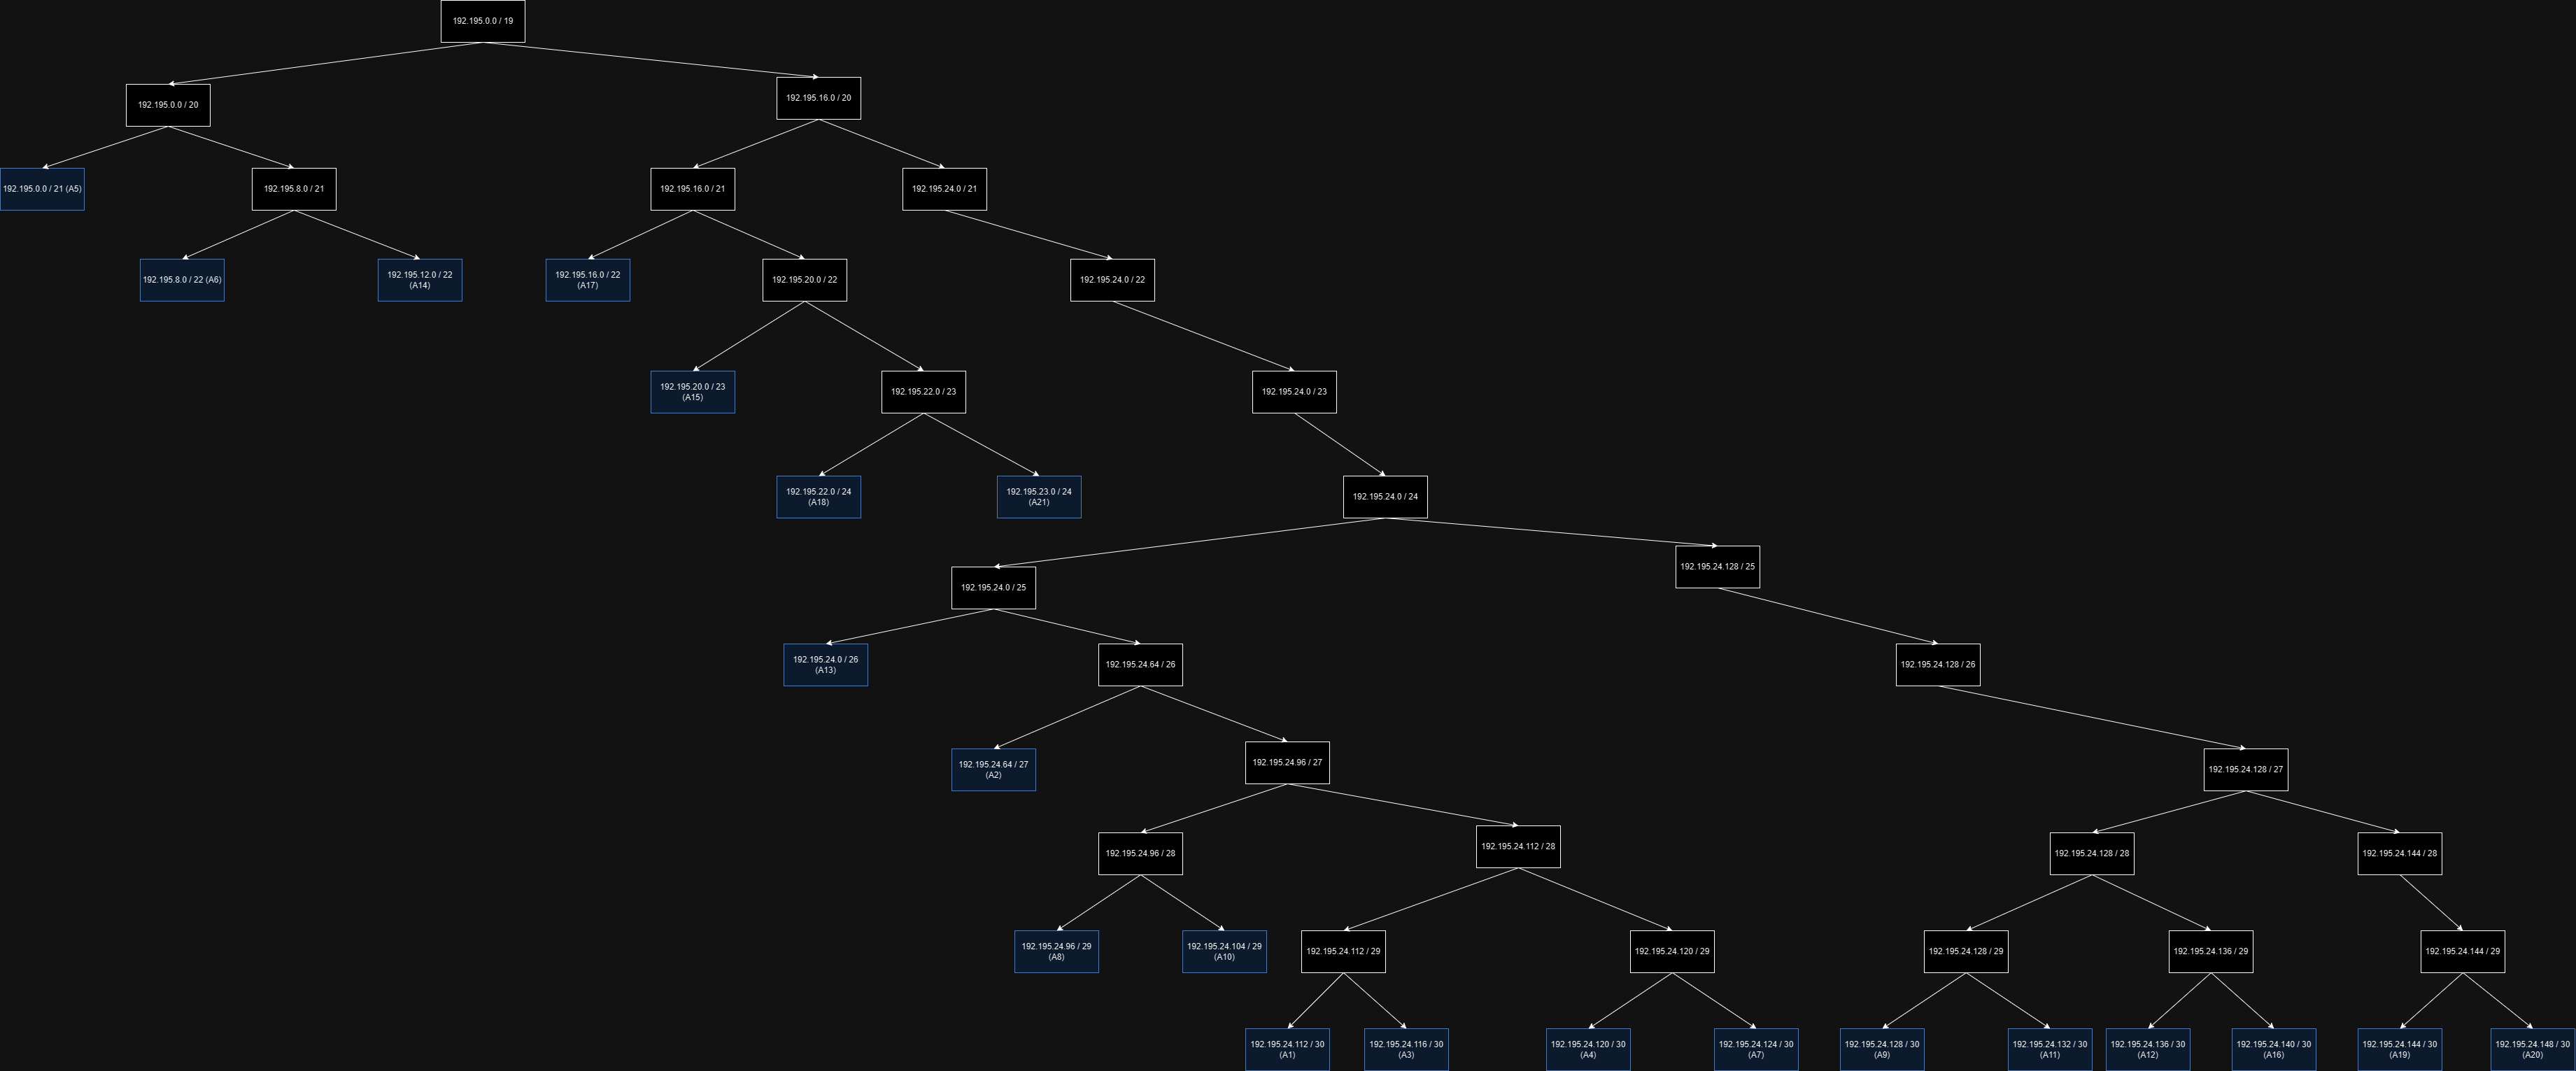 192.195.0.0 / 19
192.195.0.0 / 20
192.195.16.0 / 20
192.195.0.0 / 21 (A5)
192.195.8.0 / 21
192.195.16.0 / 21
192.195.24.0 / 21
192.195.8.0 / 22 (A6)
192.195.12.0 / 22
(A14)
192.195.16.0 / 22
(A17)
192.195.20.0 / 22
192.195.24.0 / 22
192.195.20.0 / 23
(A15)
192.195.22.0 / 23
192.195.24.0 / 23
192.195.22.0 / 24
(A18)
192.195.23.0 / 24
(A21)
192.195.24.0 / 24
192.195.24.0 / 25
192.195.24.128 / 25
192.195.24.0 / 26
(A13)
192.195.24.64 / 26
192.195.24.128 / 26
192.195.24.64 / 27
(A2)
192.195.24.96 / 27
192.195.24.128 / 27
192.195.24.96 / 28
192.195.24.112 / 28
192.195.24.128 / 28
192.195.24.144 / 28
192.195.24.96 / 29
(A8)
192.195.24.104 / 29
(A10)
192.195.24.112 / 29
192.195.24.120 / 29
192.195.24.128 / 29
192.195.24.136 / 29
192.195.24.144 / 29
192.195.24.112 / 30
(A1)
192.195.24.116 / 30
(A3)
192.195.24.120 / 30
(A4)
192.195.24.124 / 30
(A7)
192.195.24.128 / 30
(A9)
192.195.24.132 / 30
(A11)
192.195.24.136 / 30
(A12)
192.195.24.140 / 30
(A16)
192.195.24.144 / 30
(A19)
192.195.24.148 / 30
(A20)